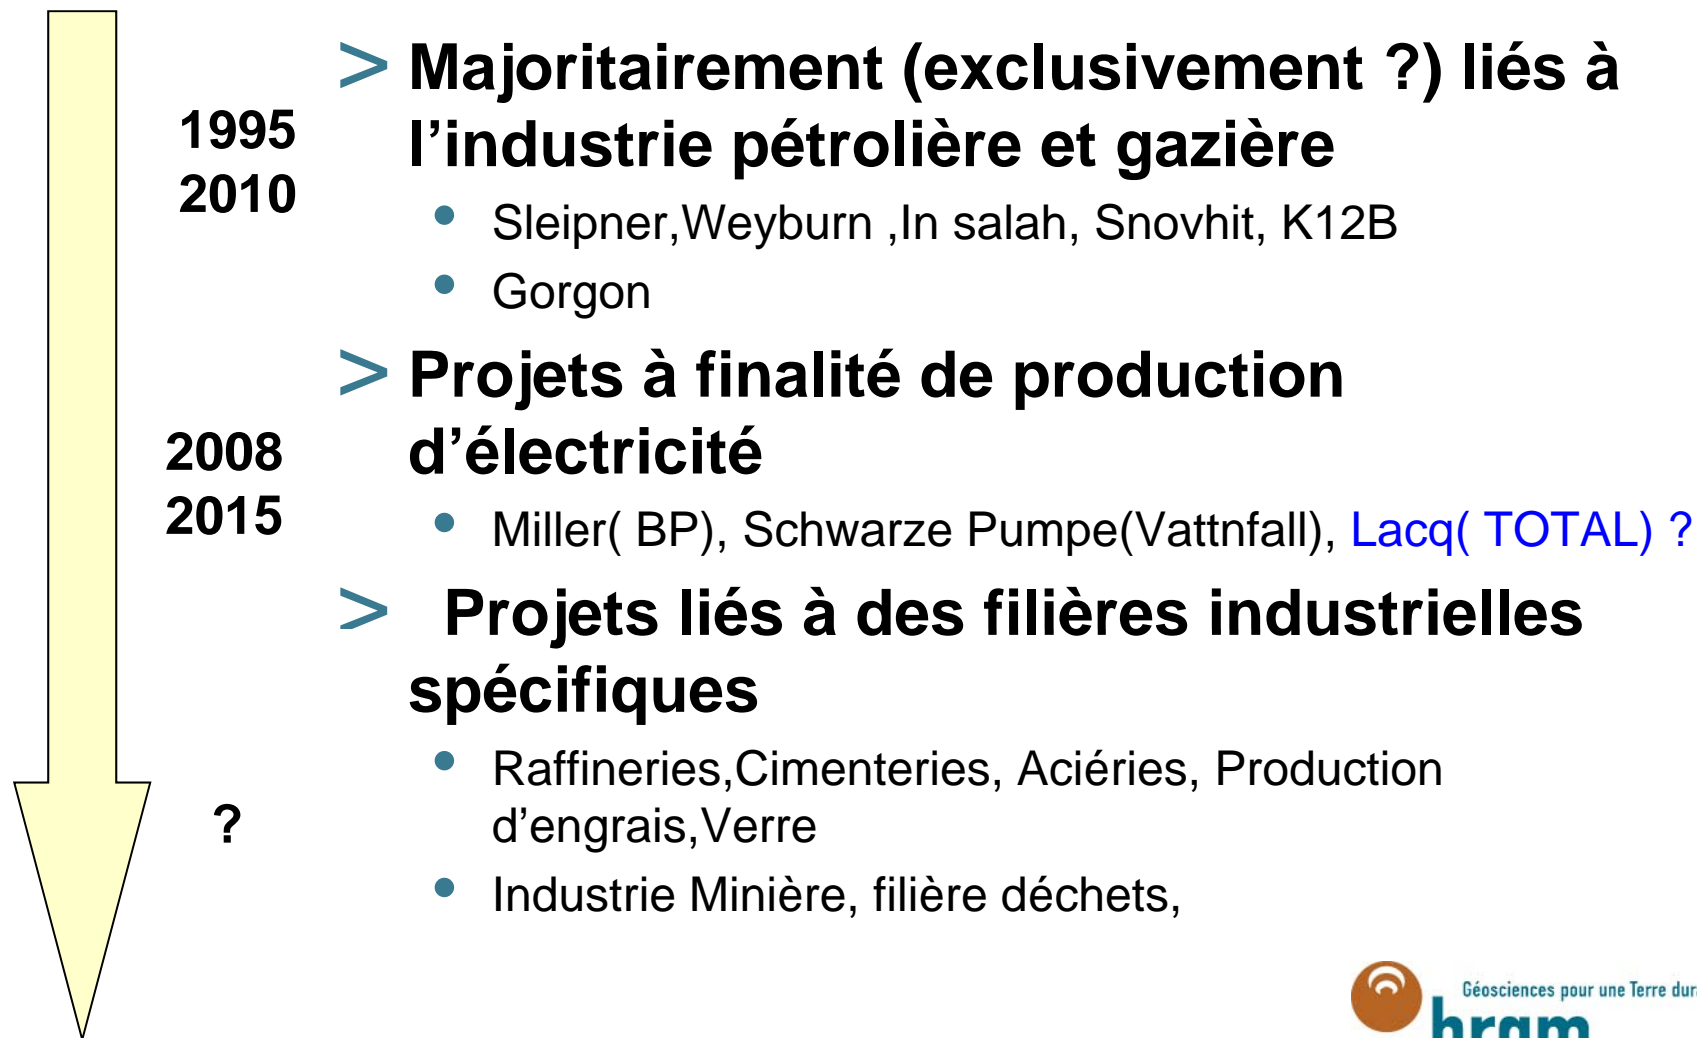 > Majoritairement (exclusivement ?) liés à
l’industrie pétrolière et gazière
1995
2010
• Sleipner,Weyburn ,In salah, Snovhit, K12B
• Gorgon
> Projets à finalité de production
d’électricité
2008
2015
• Miller( BP), Schwarze Pumpe(Vattnfall), Lacq( TOTAL) ?
> Projets liés à des filières industrielles
spécifiques
• Raffineries,Cimenteries, Aciéries, Production
d’engrais,Verre
?
• Industrie Minière, filière déchets,
Géosciences pour une Terre
brgm